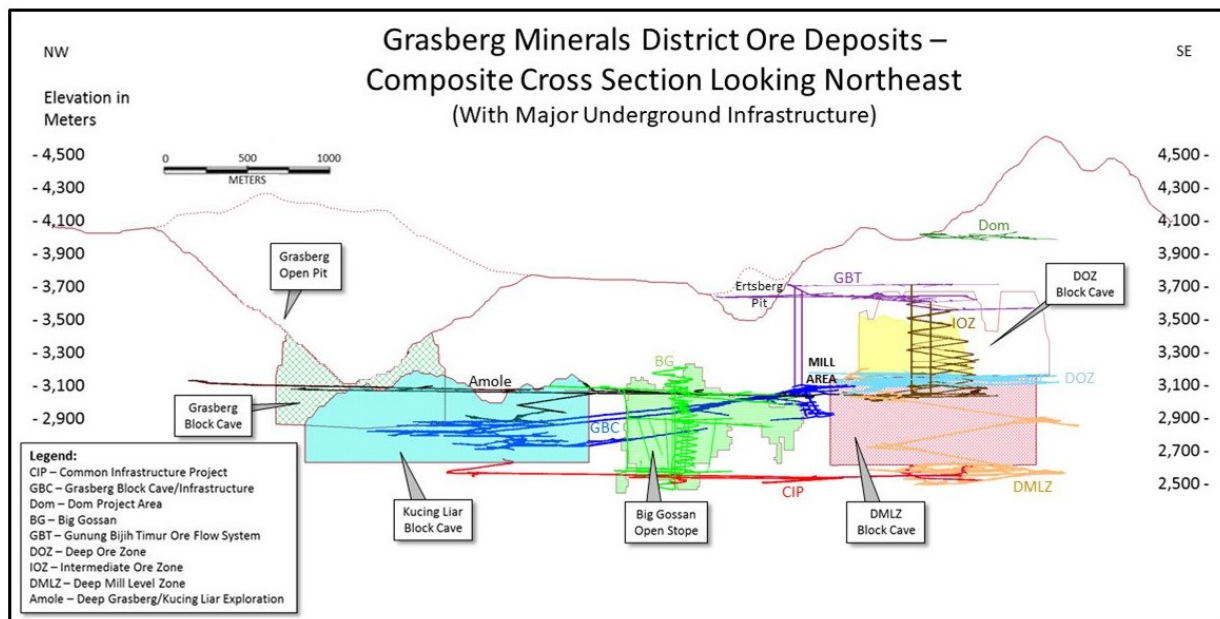 Grasberg Minerals District Ore Deposits –
Composite Cross Section Looking Northeast
(With Major Underground Infrastructure)
NW
SE
Elevation in
Meters
0 500 1000
METERS
- 4,500
- 4,300
- 4,100
- 3,900
- 3,700
- 3,500
- 3,300
- 3,100
- 2,900
- 2,700
- 2,500
4,500 -
4,300 -
4,100 -
3,900 -
3,700 -
3,500 -
3,300 -
3,100 -
2,900 -
2,700 -
2,500 -
Grasberg
Open Pit
Ertsberg
Pit
GBT
Dom
DOZ
Block Cave
IOZ
BG
MILL
AREA
DOZ
Amole
Grasberg
Block Cave
GBC
CIP
DMLZ
Kucing Liar
Block Cave
Big Gossan
Open Stope
DMLZ
Block Cave
Legend:
CIP – Common Infrastructure Project
GBC – Grasberg Block Cave/Infrastructure
Dom – Dom Project Area
BG – Big Gossan
GBT – Gunung Bijih Timur Ore Flow System
DOZ – Deep Ore Zone
IOZ – Intermediate Ore Zone
DMLZ – Deep Mill Level Zone
Amole – Deep Grasberg/Kucing Liar Exploration